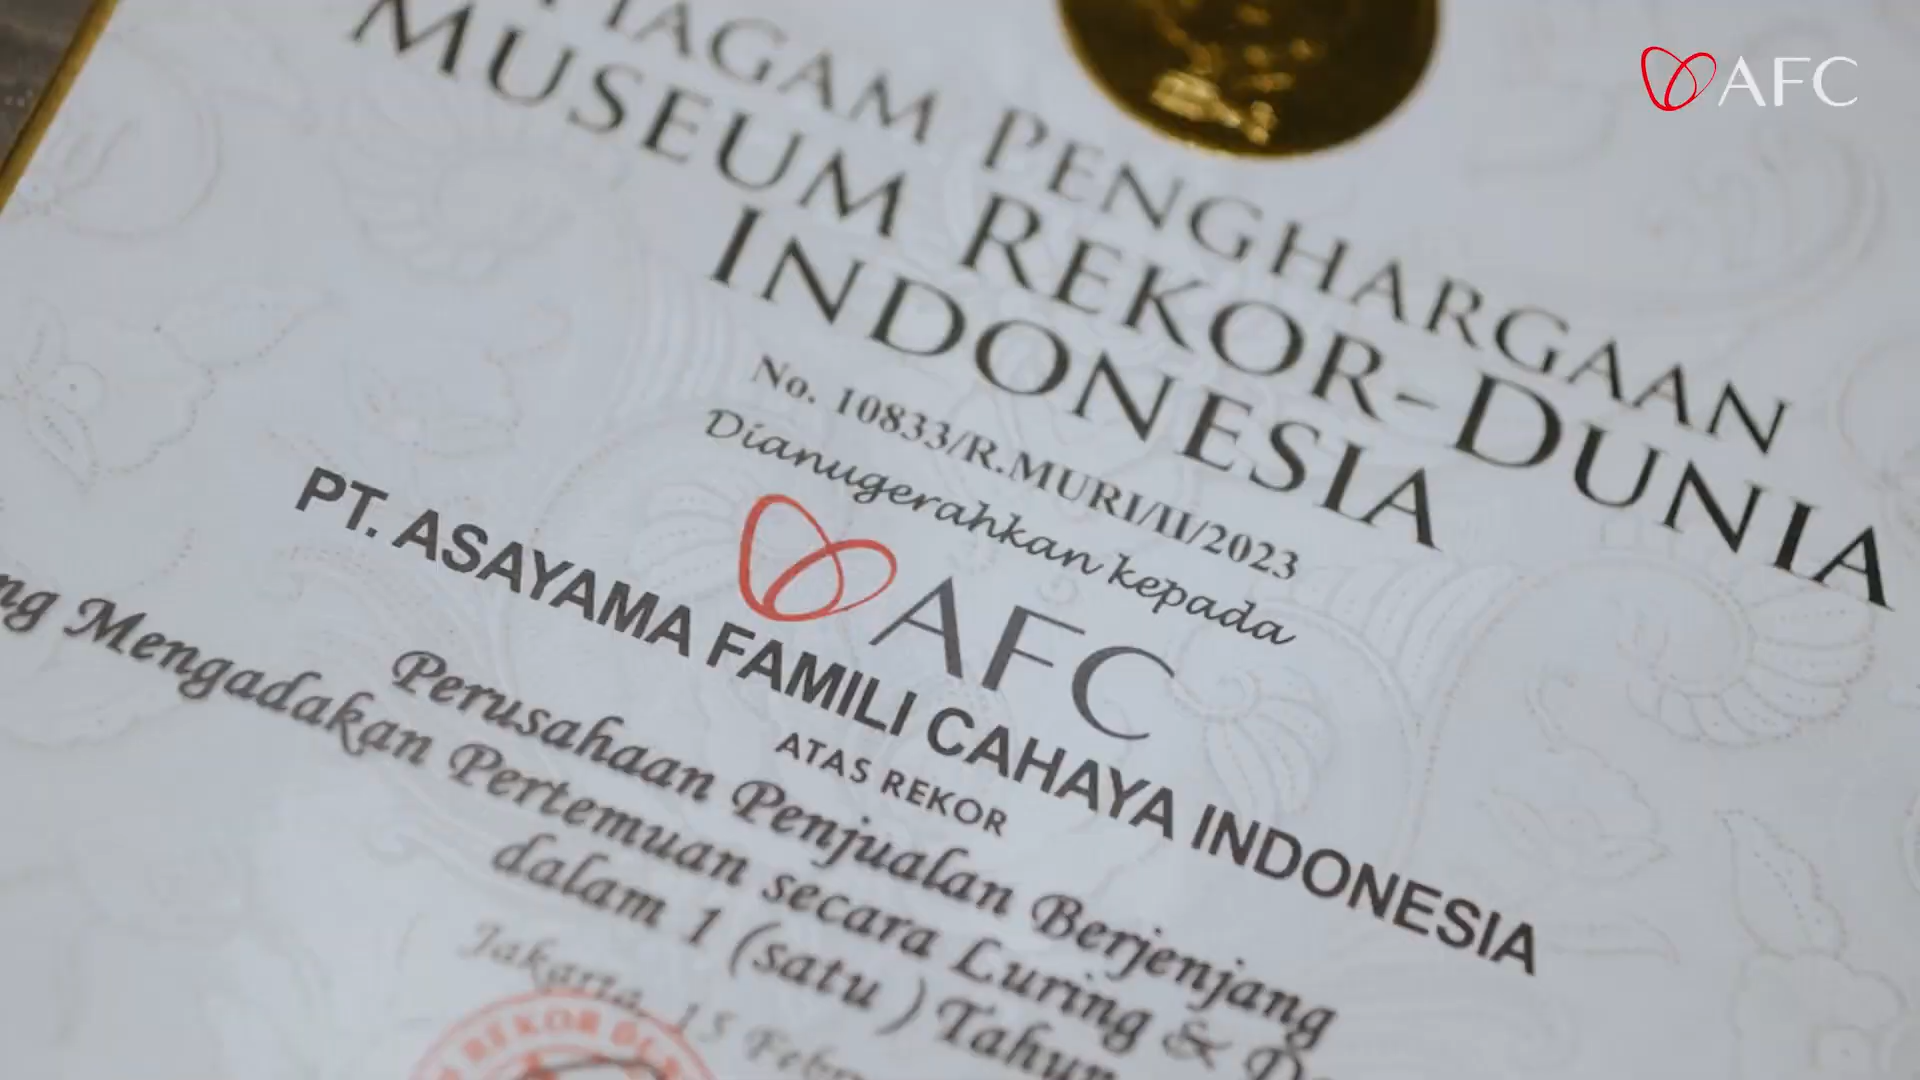 AFC
PIAGAM PENGHARGAAN
MUSEUM REKOR-DUNIA
INDONESIA
No. 10833/R.MURI/II/2023
Dianugerahkan kepada
AFC
PT. ASAYAMA FAMILI CAHAYA INDONESIA
ATAS REKOR
Perusahaan Penjualan Berjenjang
Mengadakan Pertemuan secara Luring &
dalam 1 (satu) Tahun
Jakarta, 15
REKOR